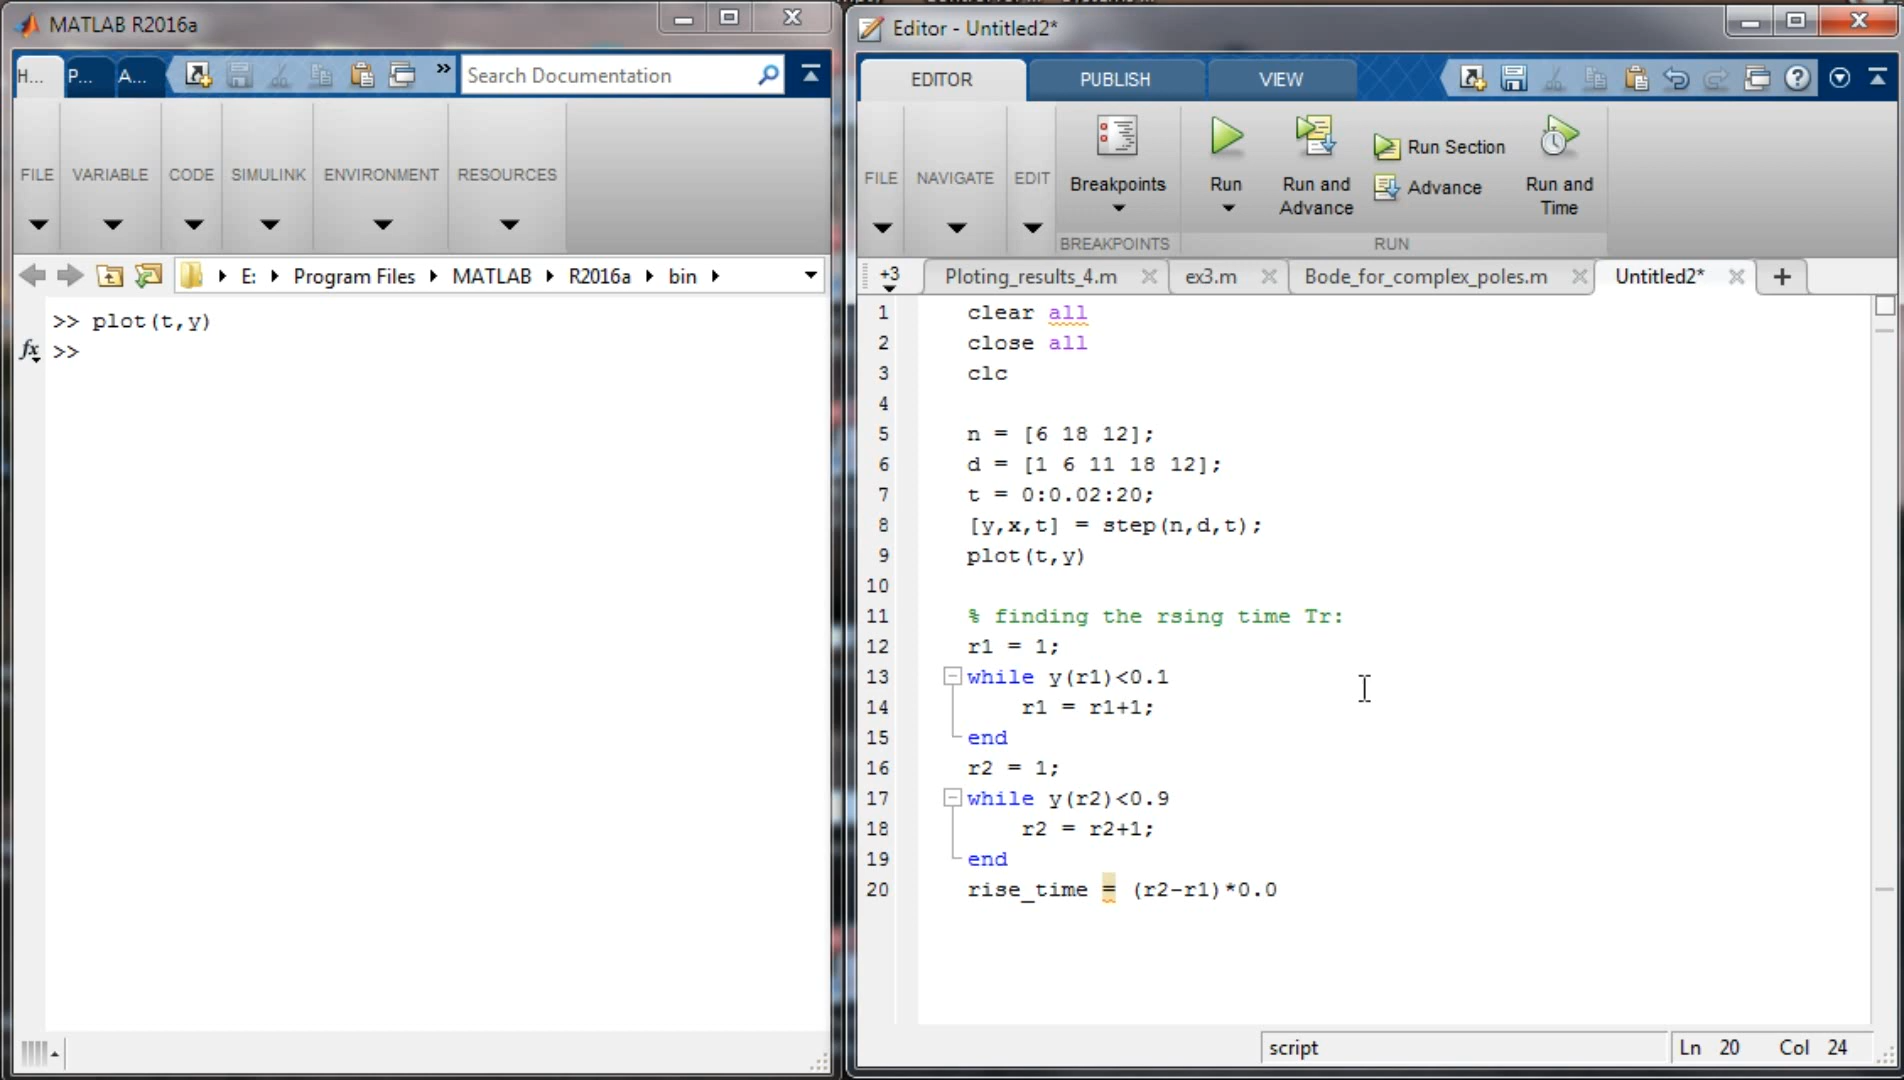 MATLAB R2016a
H... P... A... » Search Documentation
FILE VARIABLE CODE SIMULINK ENVIRONMENT RESOURCES
E: Program Files MATLAB R2016a bin
>> plot(t,y)
fx >>
Editor - Untitled2*
EDITOR PUBLISH VIEW
FILE NAVIGATE EDIT Breakpoints Run Run and Advance Run Section Advance Run and Time
BREAKPOINTS RUN
+3 Ploting_results_4.m ex3.m Bode_for_complex_poles.m Untitled2* +
1 clear all
2 close all
3 clc
4
5 n = [6 18 12];
6 d = [1 6 11 18 12];
7 t = 0:0.02:20;
8 [y,x,t] = step(n,d,t);
9 plot(t,y)
10
11 % finding the rsing time Tr:
12 r1 = 1;
13 while y(r1)<0.1
14 r1 = r1+1;
15 end
16 r2 = 1;
17 while y(r2)<0.9
18 r2 = r2+1;
19 end
20 rise_time = (r2-r1)*0.0
script Ln 20 Col 24